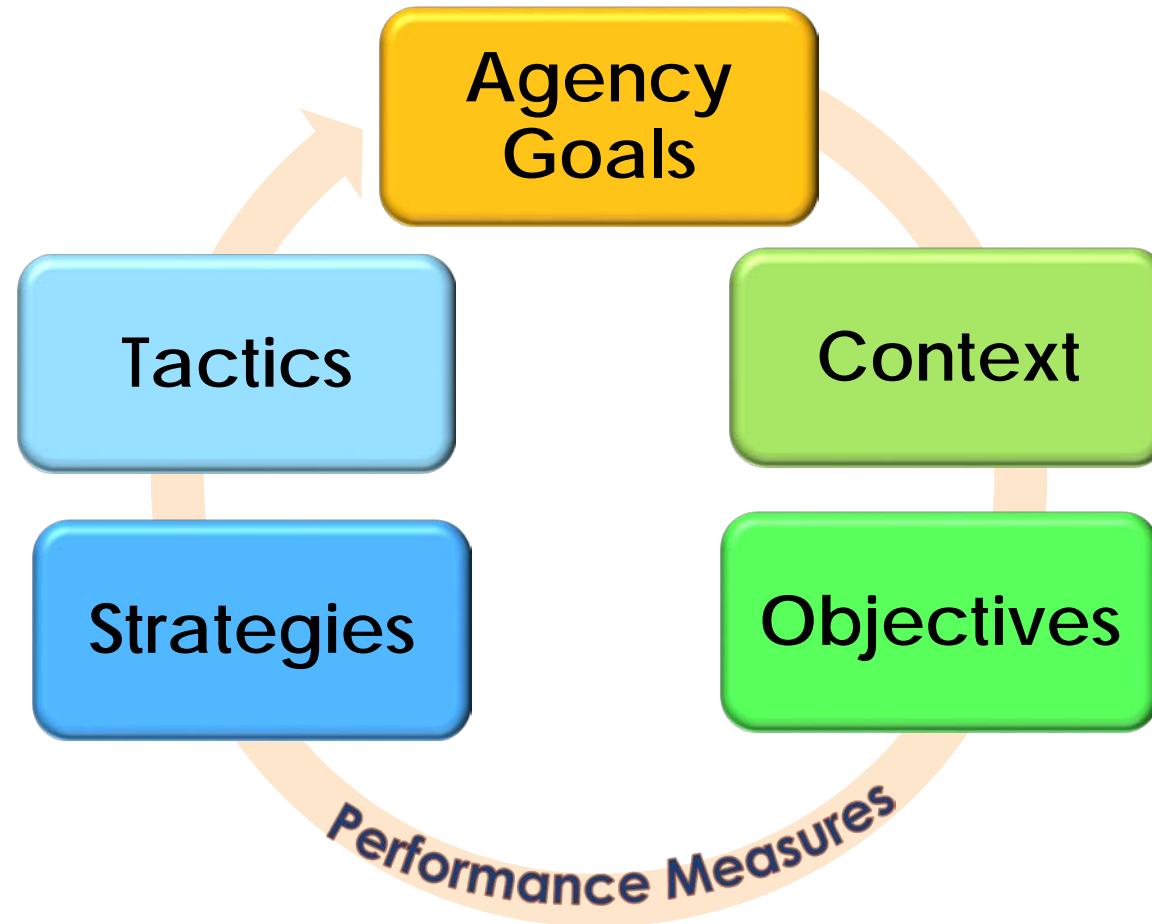 Agency
Goals
Tactics
Context
Strategies
Objectives
Performance Measures